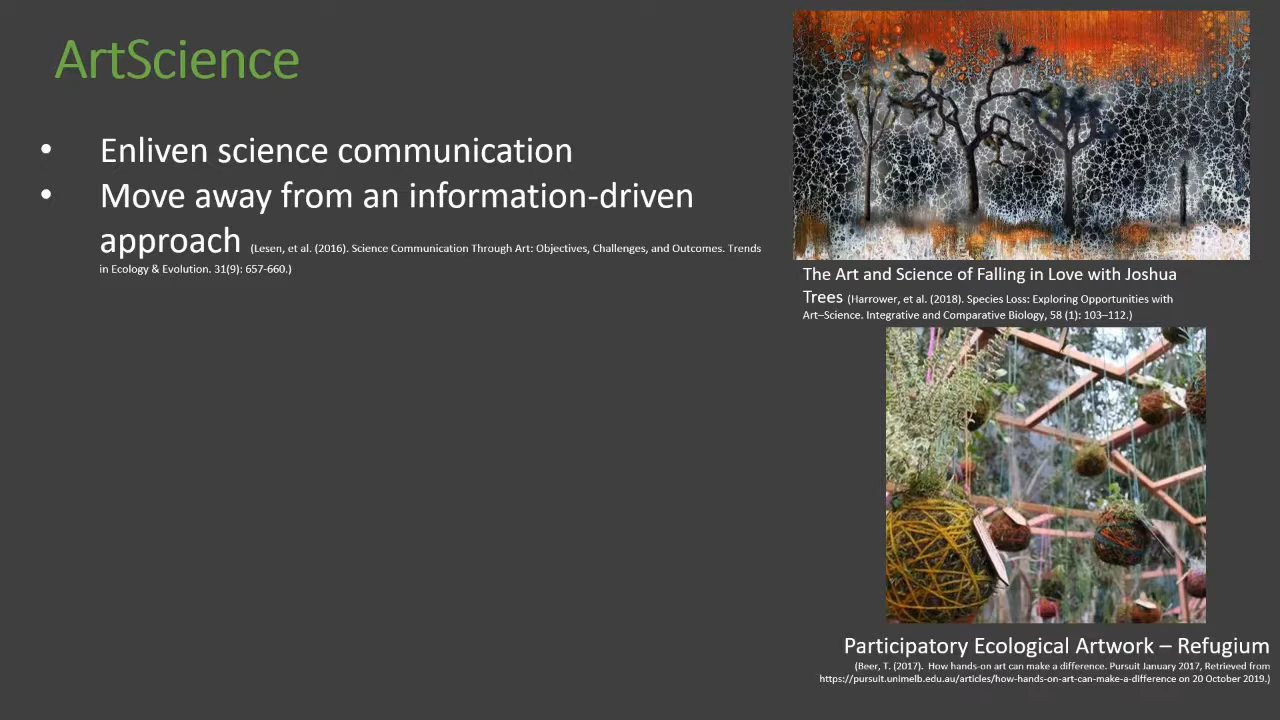 ArtScience
• Enliven science communication
• Move away from an information-driven
approach (Lesen, et al. (2016). Science Communication Through Art: Objectives, Challenges, and Outcomes. Trends
in Ecology & Evolution. 31(9): 657-660.)
The Art and Science of Falling in Love with Joshua
Trees (Harrower, et al. (2018). Species Loss: Exploring Opportunities with
Art–Science. Integrative and Comparative Biology, 58 (1): 103–112.)
Participatory Ecological Artwork – Refugium
(Beer, T. (2017). How hands-on art can make a difference. Pursuit January 2017, Retrieved from
https://pursuit.unimelb.edu.au/articles/how-hands-on-art-can-make-a-difference on 20 October 2019.)